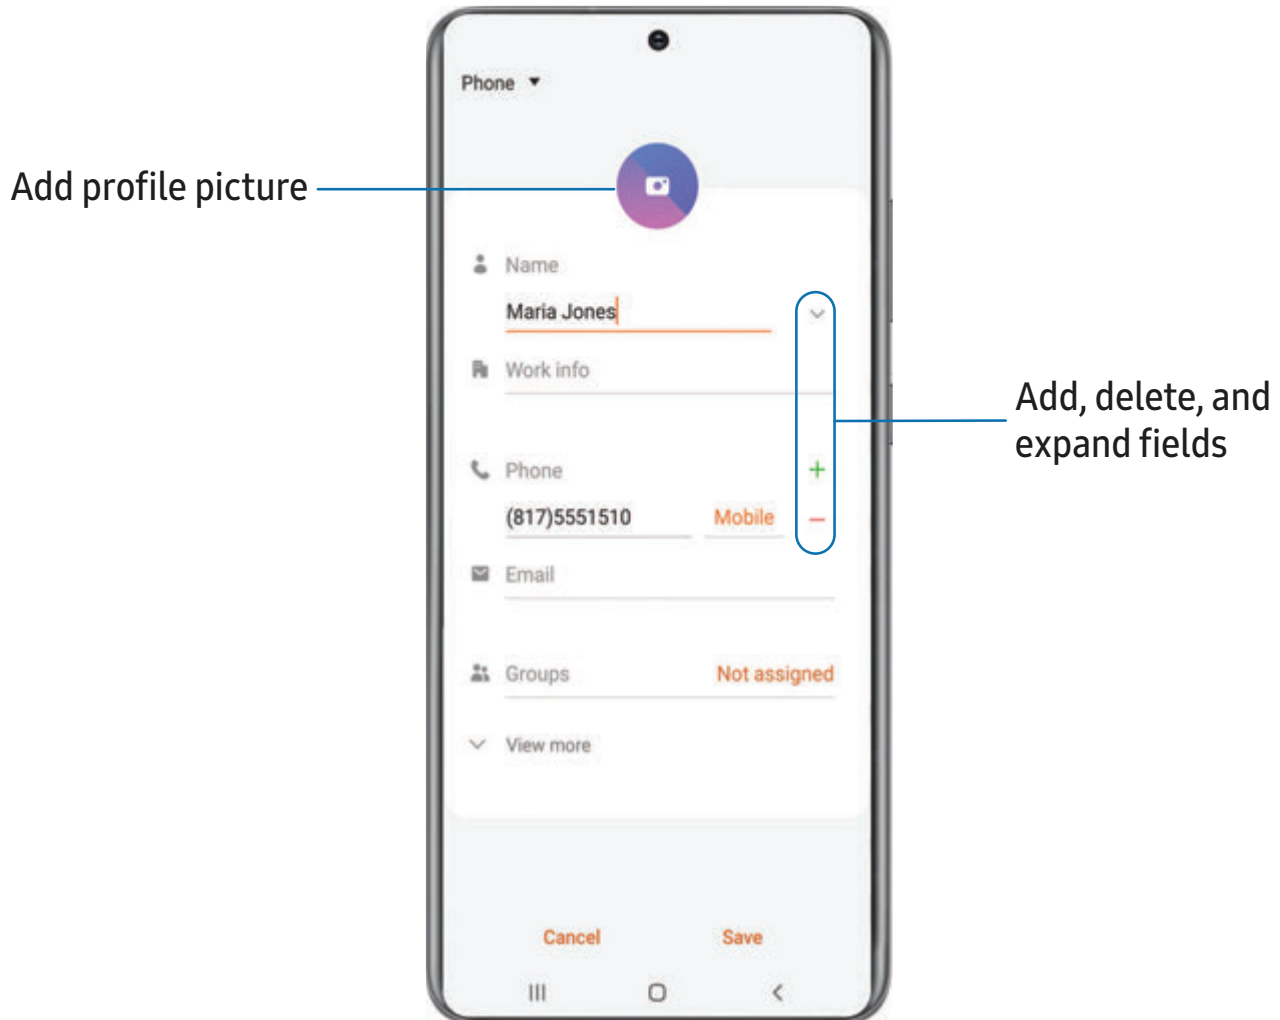 Phone
Add profile picture
Name
Maria Jones
Work info
Add, delete, and
expand fields
Phone
(817)5551510 Mobile
Email
Groups Not assigned
View more
Cancel Save